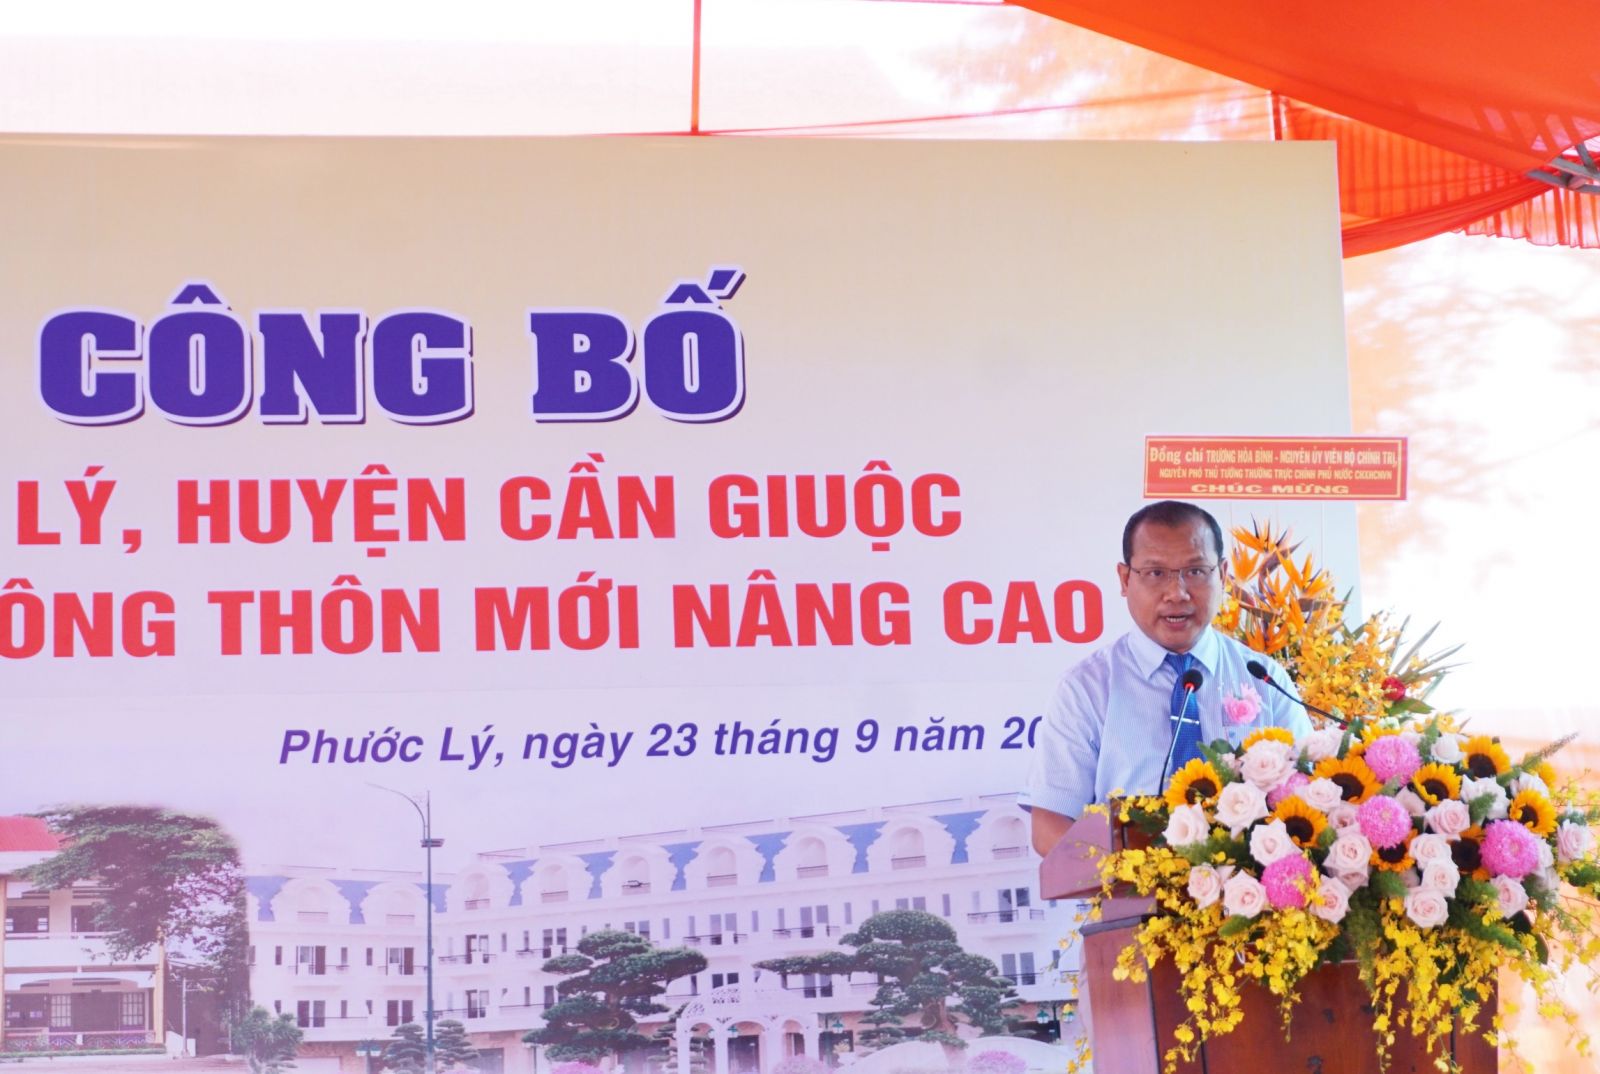 CÔNG BỐ
LÝ, HUYỆN CẦN GIUỘC
ÔNG THÔN MỚI NÂNG CAO
Phước Lý, ngày 23 tháng 9 năm 20
Đồng chí TRƯƠNG HÒA BÌNH - NGUYÊN ỦY VIÊN BỘ CHÍNH TRỊ,
NGUYÊN PHÓ THỦ TƯỚNG THƯỜNG TRỰC CHÍNH PHỦ NƯỚC CHXHCNVN
CHÚC MỪNG